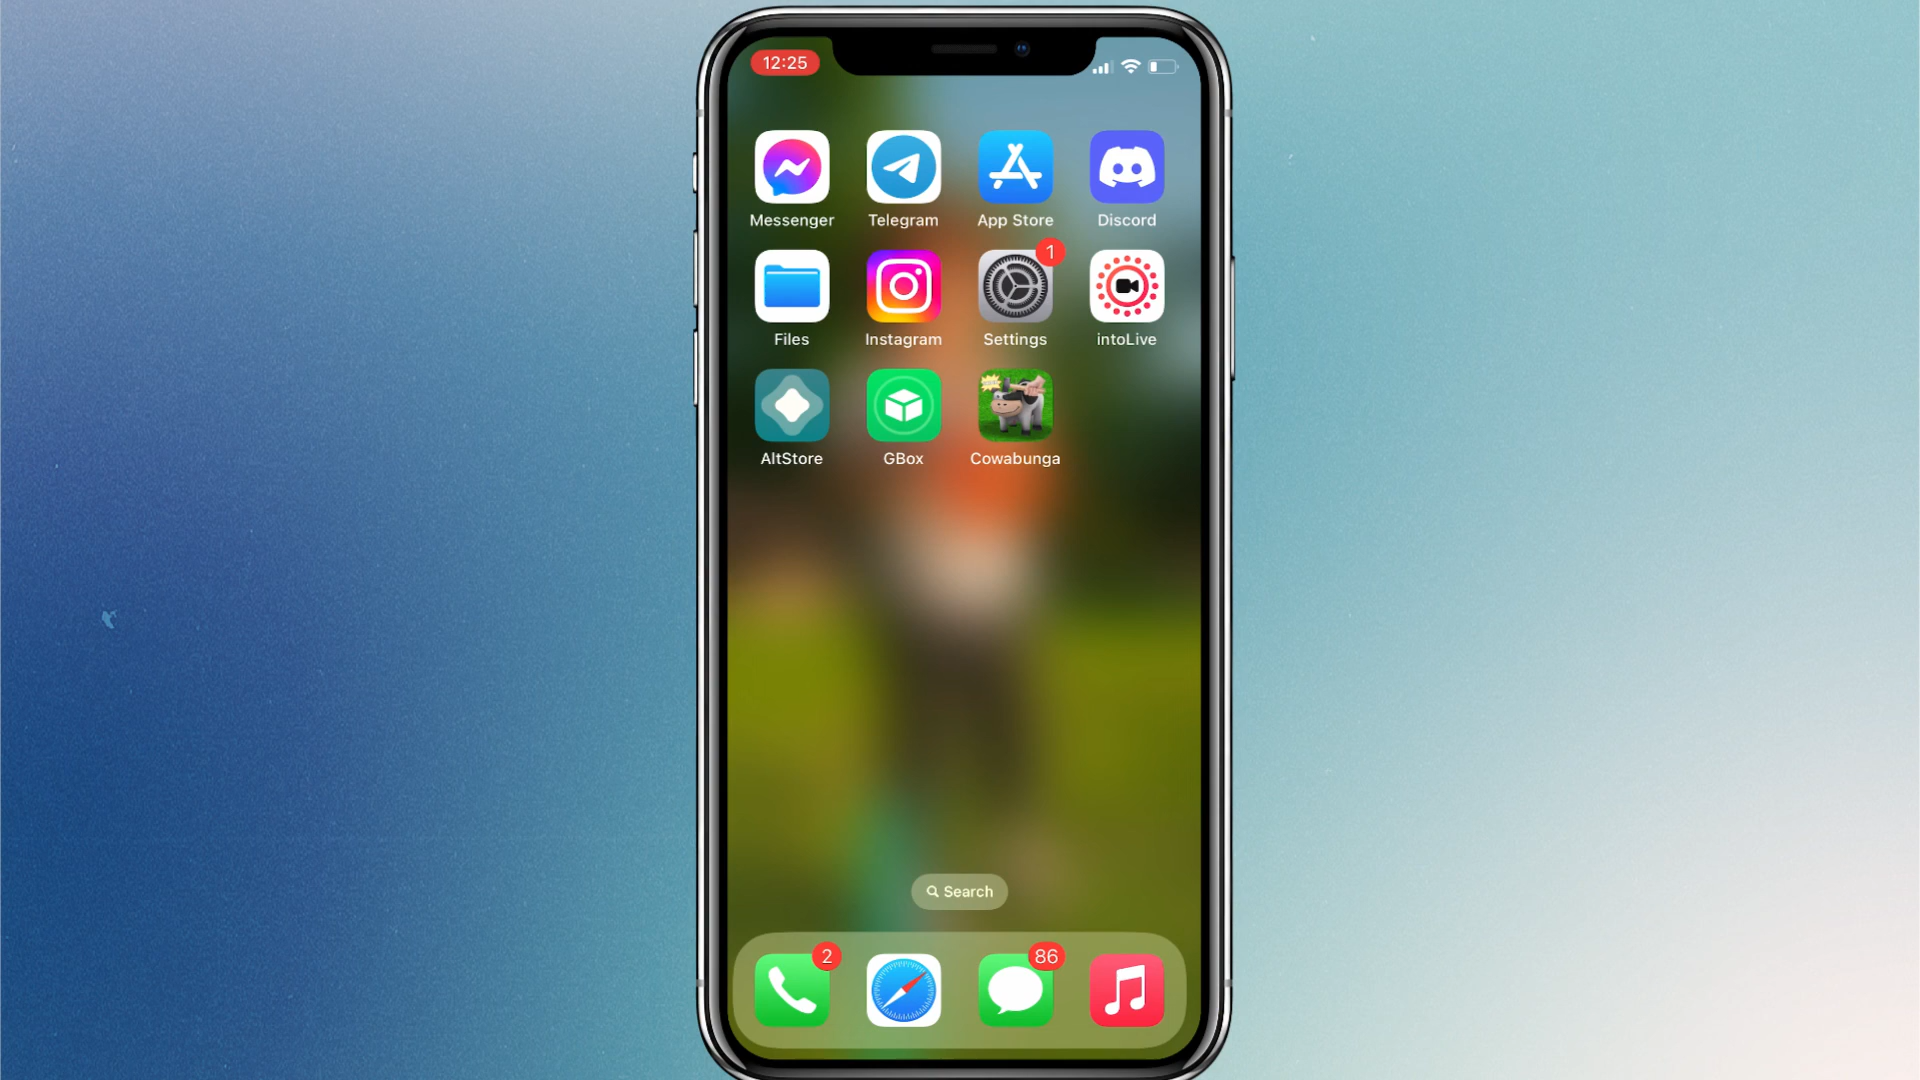 12:25
Messenger
Telegram
App Store
Discord
1
Files
Instagram
Settings
intoLive
AltStore
GBox
Cowabunga
Search
2
86